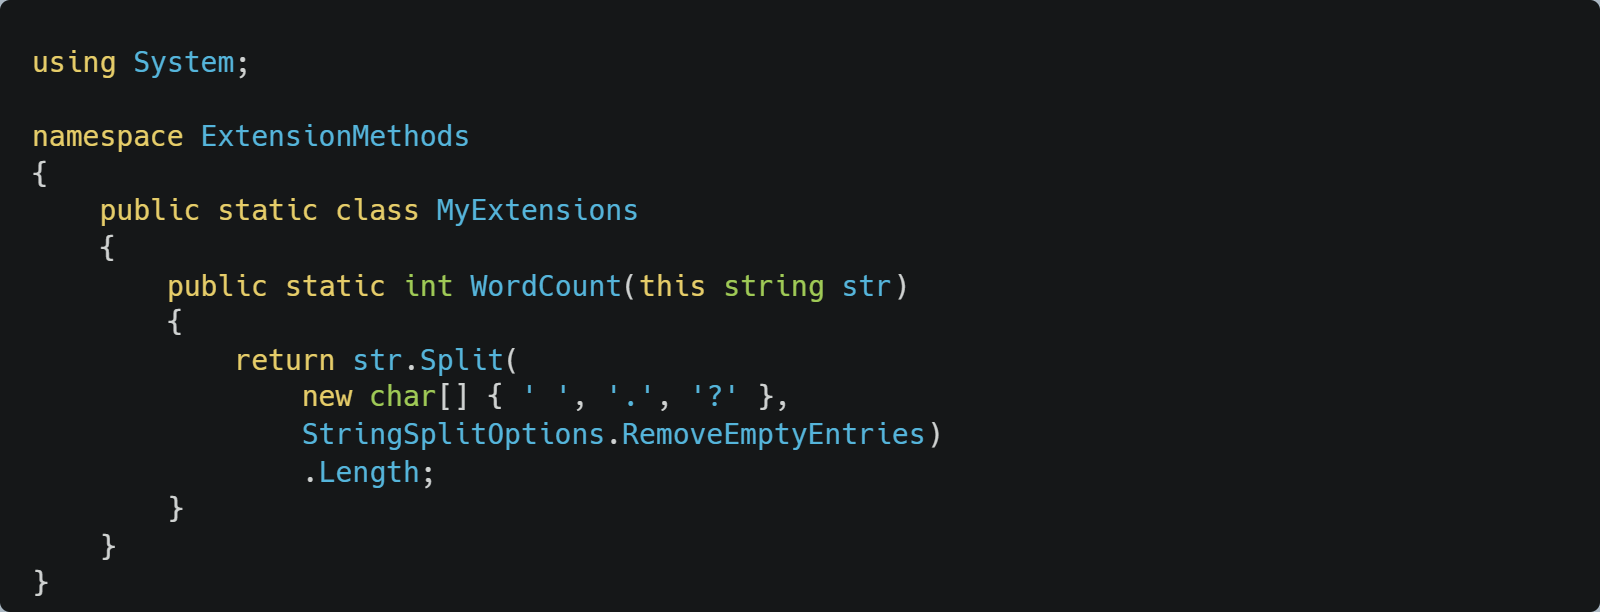 using System;

namespace ExtensionMethods
{
    public static class MyExtensions
    {
        public static int WordCount(this string str)
        {
            return str.Split(
                new char[] { ' ', '.', '?' },
                StringSplitOptions.RemoveEmptyEntries)
                .Length;
        }
    }
}